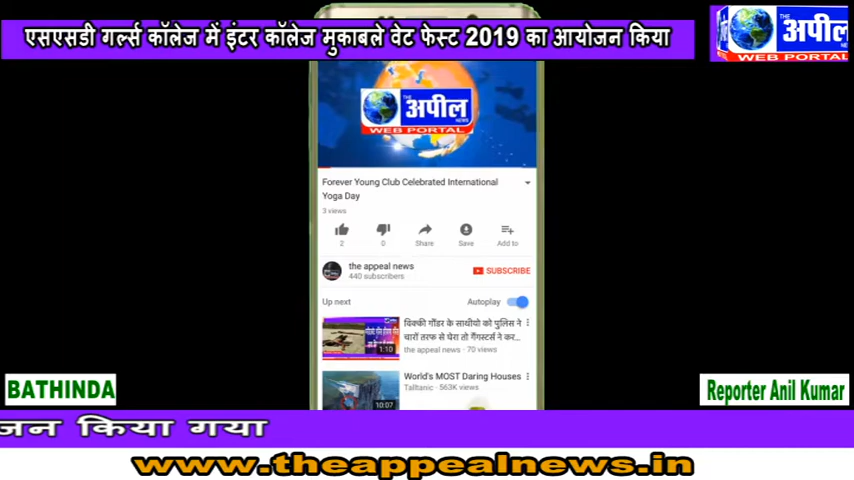 एसएसडी गर्ल्स कॉलेज में इंटर कॉलेज मुकाबले वेट फेस्ट 2019 का आयोजन किया
THE
अपील
NEWS
WEB PORTAL
THE
अपील
NEWS
WEB PORTAL
Forever Young Club Celebrated International
Yoga Day
3 views
2
0
Share
Save
Add to
the appeal news
SUBSCRIBE
440 subscribers
Up next
Autoplay
विक्की गौंडर के साथीयो को पुलिस ने
चारों तरफ से घेरा तो गैंगस्टर्स ने कर...
the appeal news · 70 views
1:10
World's MOST Daring Houses
Talltanic · 563K views
10:07
BATHINDA
Reporter Anil Kumar
जन किया गया
www.theappealnews.in